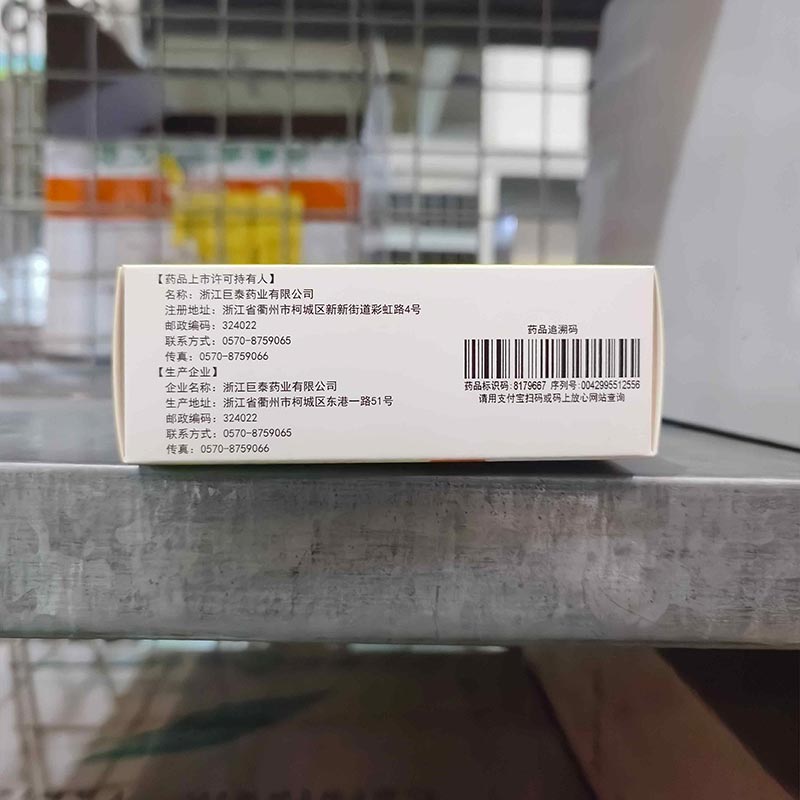 【药品上市许可持有人】
名称：浙江巨泰药业有限公司
注册地址：浙江省衢州市柯城区新新街道彩虹路4号
邮政编码：324022
联系方式：0570-8759065
传真：0570-8759066
【生产企业】
企业名称：浙江巨泰药业有限公司
生产地址：浙江省衢州市柯城区东港一路51号
邮政编码：324022
联系方式：0570-8759065
传真：0570-8759066
药品追溯码
药品标识码：8179687 序列号：0042995512556
请用支付宝扫码或码上放心网站查询